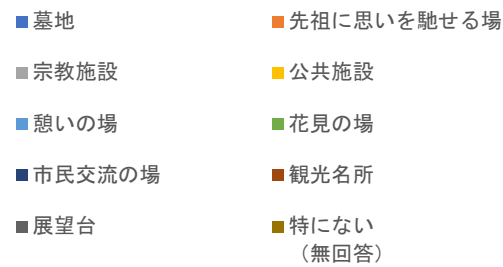 墓地
先祖に思いを馳せる場
宗教施設
公共施設
憩いの場
花見の場
市民交流の場
観光名所
展望台
特にない
（無回答）